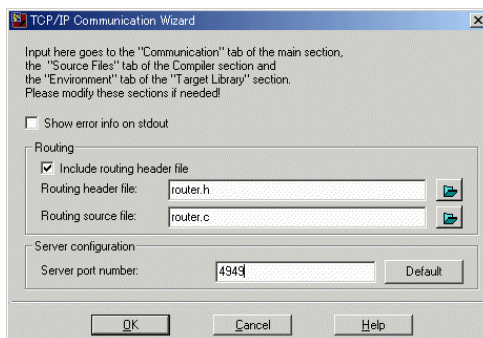 TCP/IP Communication Wizard
Input here goes to the "Communication" tab of the main section,
the "Source Files" tab of the Compiler section and
the "Environment" tab of the "Target Library" section.
Please modify these sections if needed!
Show error info on stdout
Routing
Include routing header file
Routing header file: router.h
Routing source file: router.c
Server configuration
Server port number: 4949 Default
OK Cancel Help